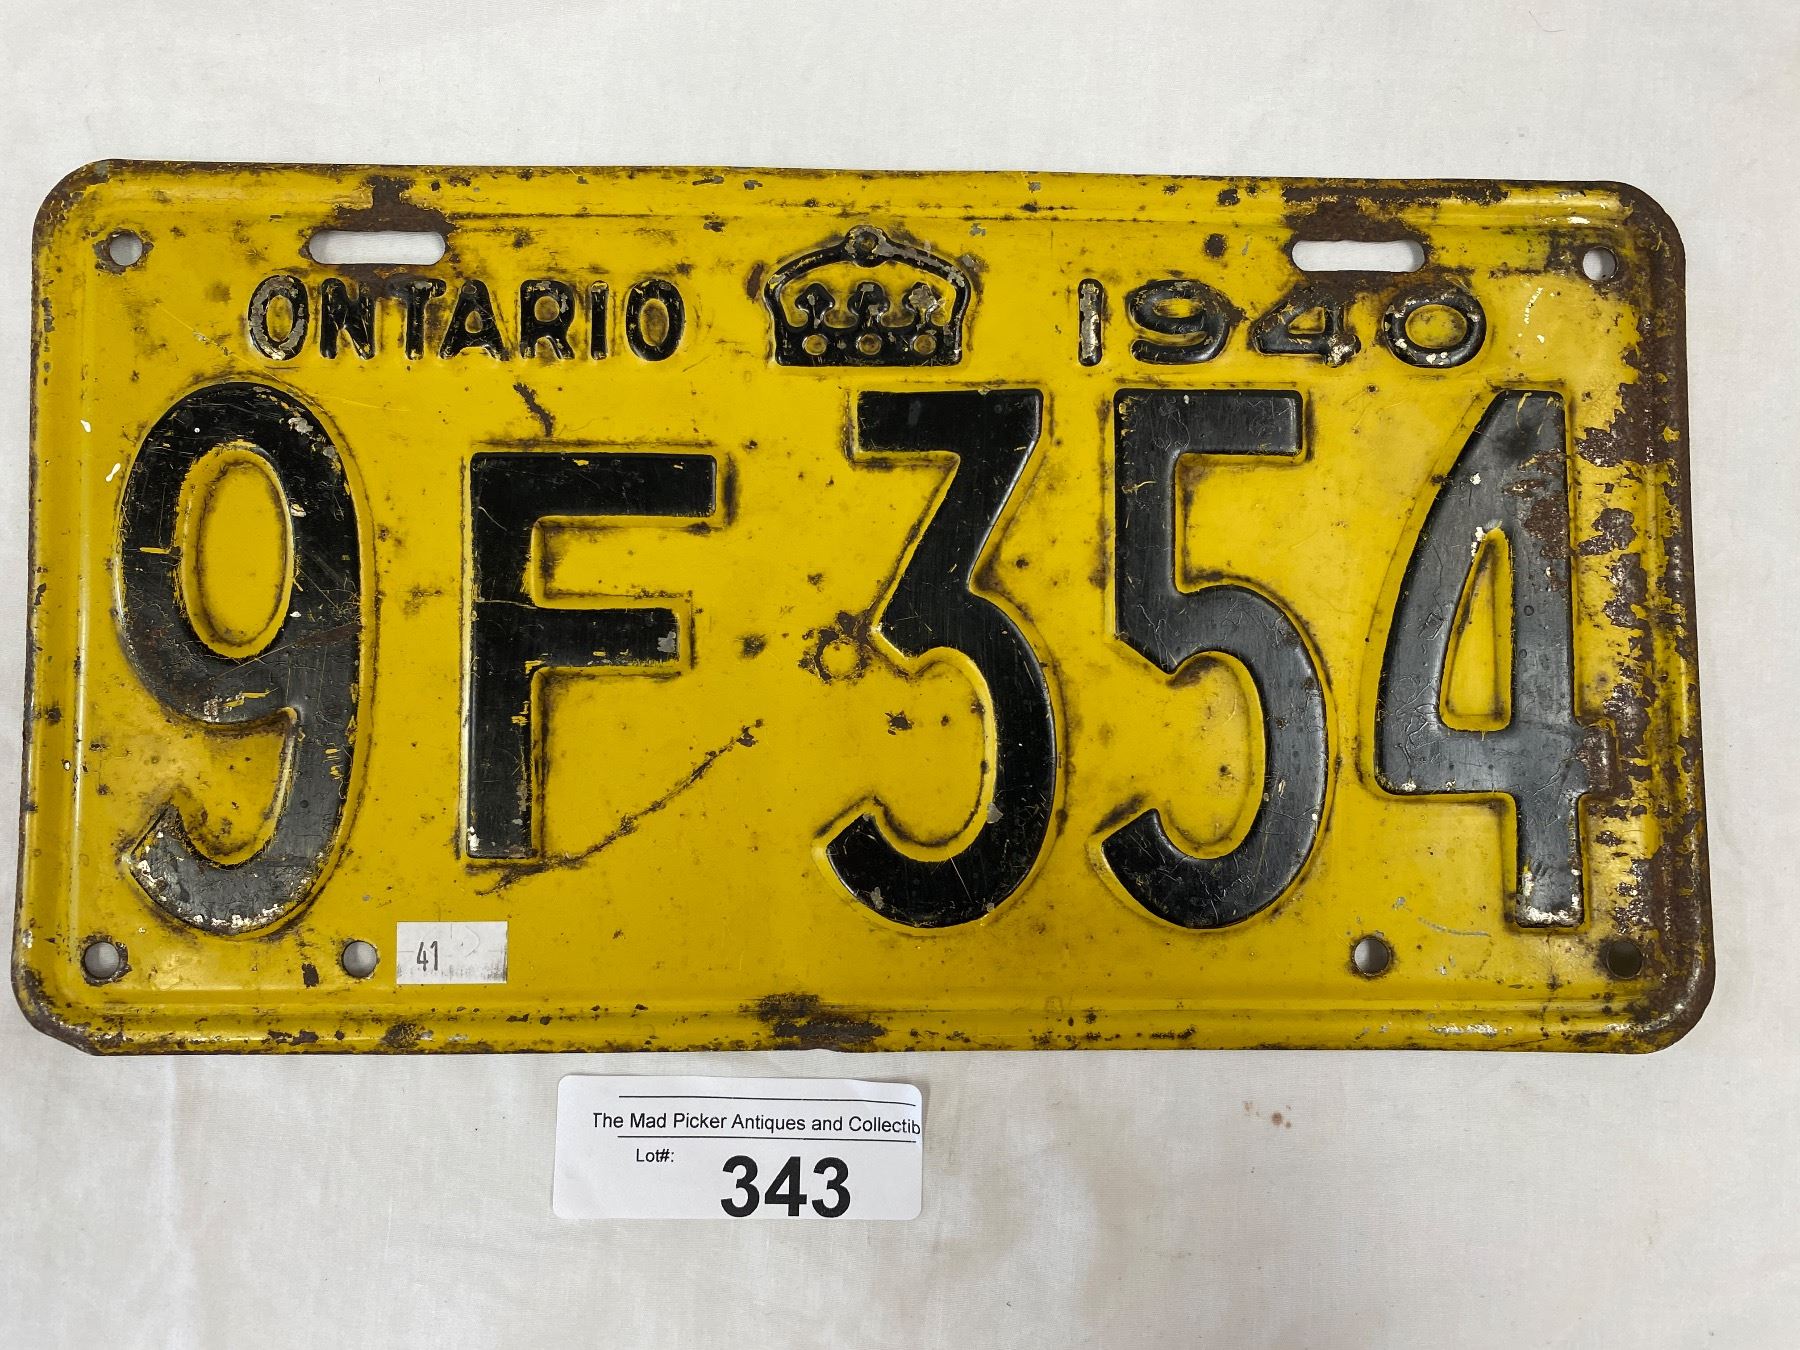 ONTARIO 1940
9F354
41
The Mad Picker Antiques and Collectib
Lot#: 343